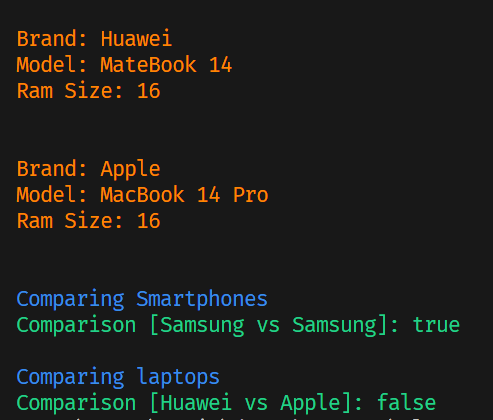 Brand: Huawei
Model: MateBook 14
Ram Size: 16
Brand: Apple
Model: MacBook 14 Pro
Ram Size: 16
Comparing Smartphones
Comparison [Samsung vs Samsung]: true
Comparing laptops
Comparison [Huawei vs Apple]: false